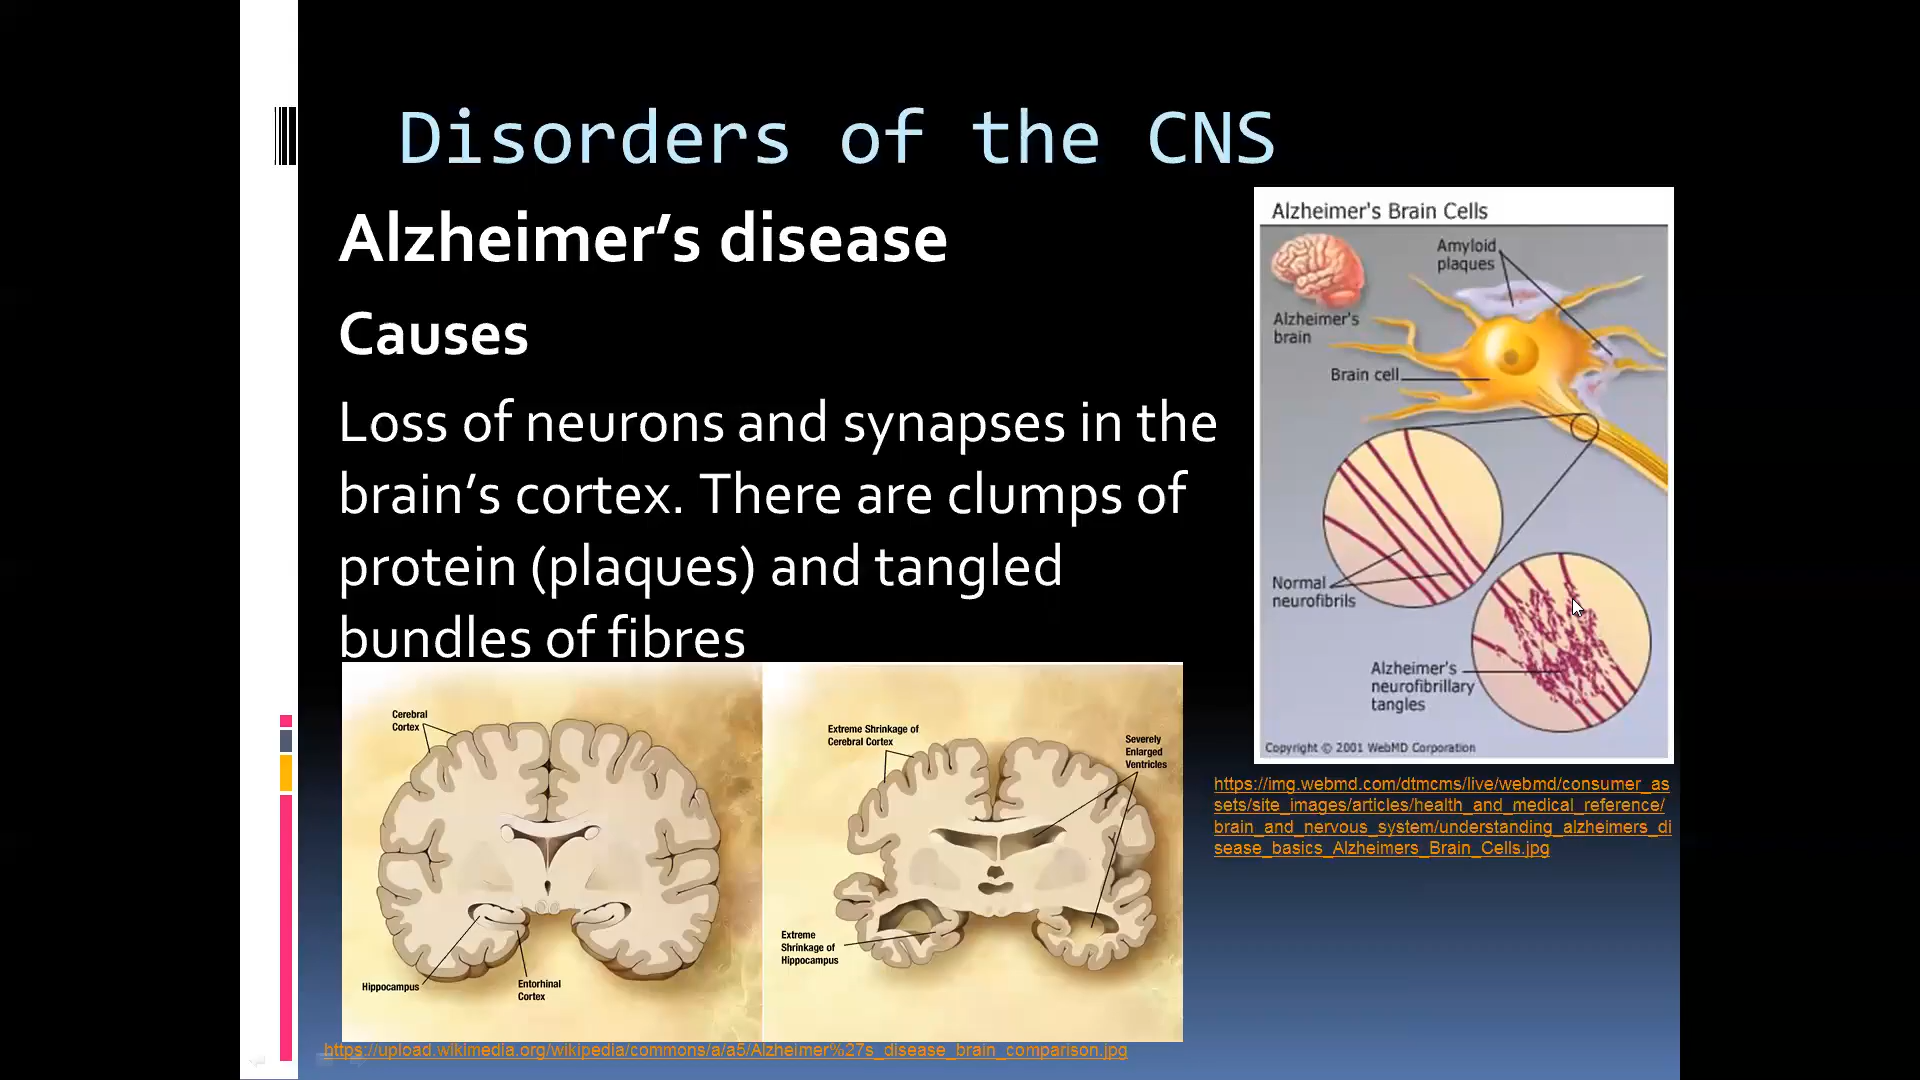 Disorders of the CNS
Alzheimer’s disease
Causes
Loss of neurons and synapses in the
brain’s cortex. There are clumps of
protein (plaques) and tangled
bundles of fibres
Cerebral
Cortex
Hippocampus
Entorhinal
Cortex
Extreme Shrinkage of
Cerebral Cortex
Severely
Enlarged
Ventricles
Extreme
Shrinkage of
Hippocampus
https://upload.wikimedia.org/wikipedia/commons/a/a5/Alzheimer%27s_disease_brain_comparison.jpg
Alzheimer's Brain Cells
Amyloid
plaques
Alzheimer's
brain
Brain cell
Normal
neurofibrils
Alzheimer's
neurofibrillary
tangles
Copyright © 2001 WebMD Corporation
https://img.webmd.com/dtmcms/live/webmd/consumer_as
sets/site_images/articles/health_and_medical_reference/
brain_and_nervous_system/understanding_alzheimers_di
sease_basics_Alzheimers_Brain_Cells.jpg